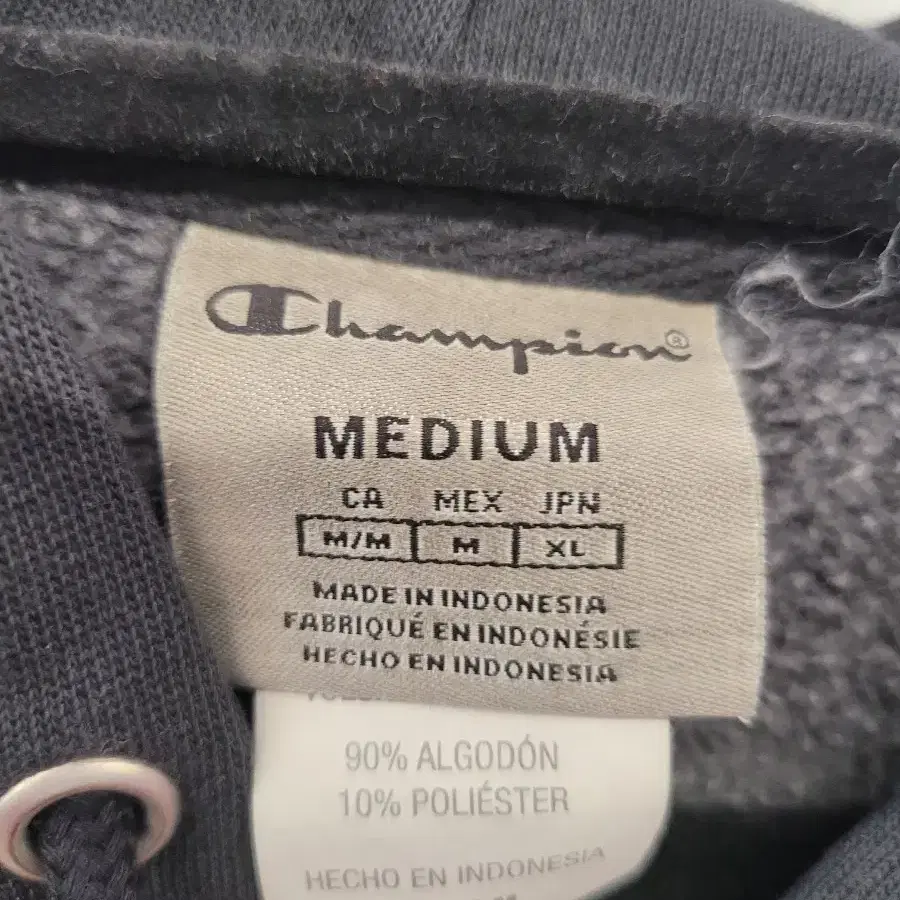 Champion®
MEDIUM
CA MEX JPN
M/M M XL
MADE IN INDONESIA
FABRIQUÉ EN INDONÉSIE
HECHO EN INDONESIA
90% ALGODÓN
10% POLIÉSTER
HECHO EN INDONESIA